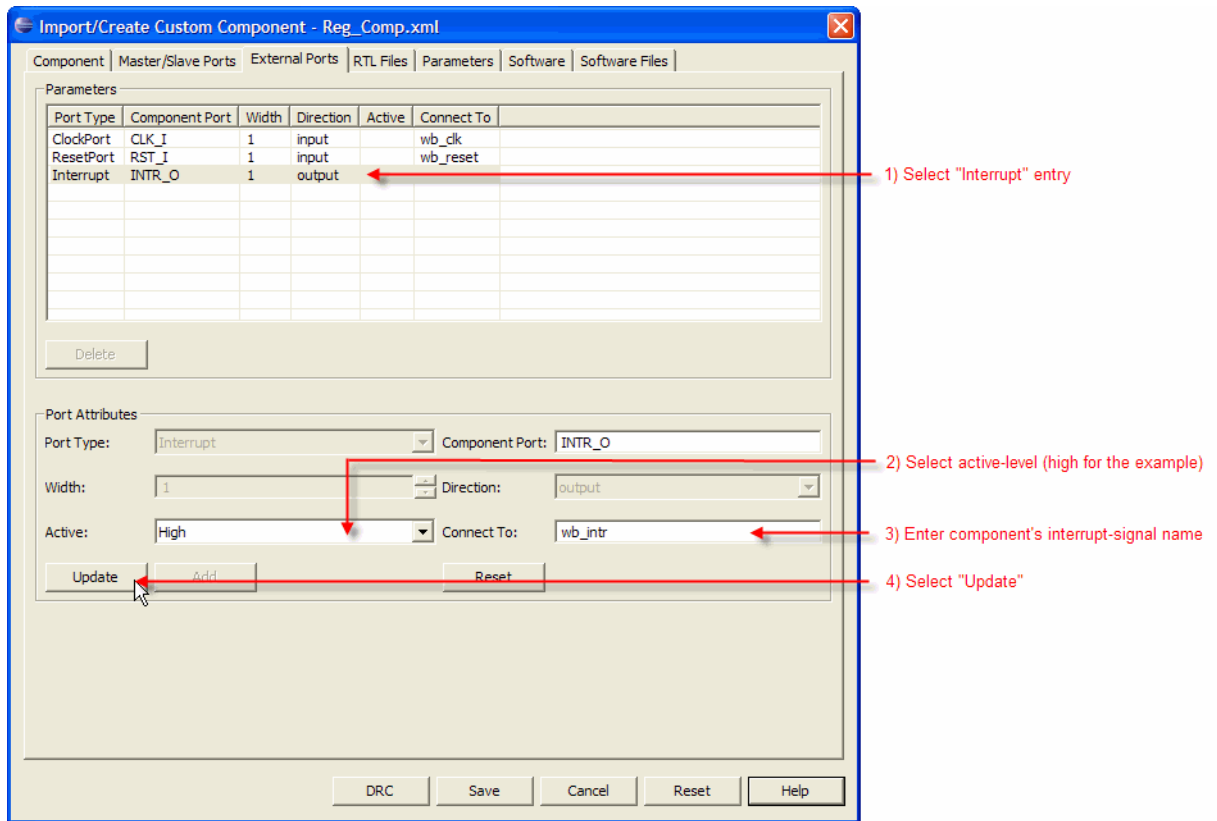 Import/Create Custom Component - Reg_Comp.xml
Component Master/Slave Ports External Ports RTL Files Parameters Software Software Files
Parameters
Port Type Component Port Width Direction Active Connect To
ClockPort CLK_I 1 input wb_clk
ResetPort RST_I 1 input wb_reset
Interrupt INTR_O 1 output
1) Select "Interrupt" entry
Delete
Port Attributes
Port Type: Interrupt Component Port: INTR_O
2) Select active-level (high for the example)
Width: 1 Direction: output
Active: High Connect To: wb_intr
3) Enter component's interrupt-signal name
Update Add Reset
4) Select "Update"
DRC Save Cancel Reset Help